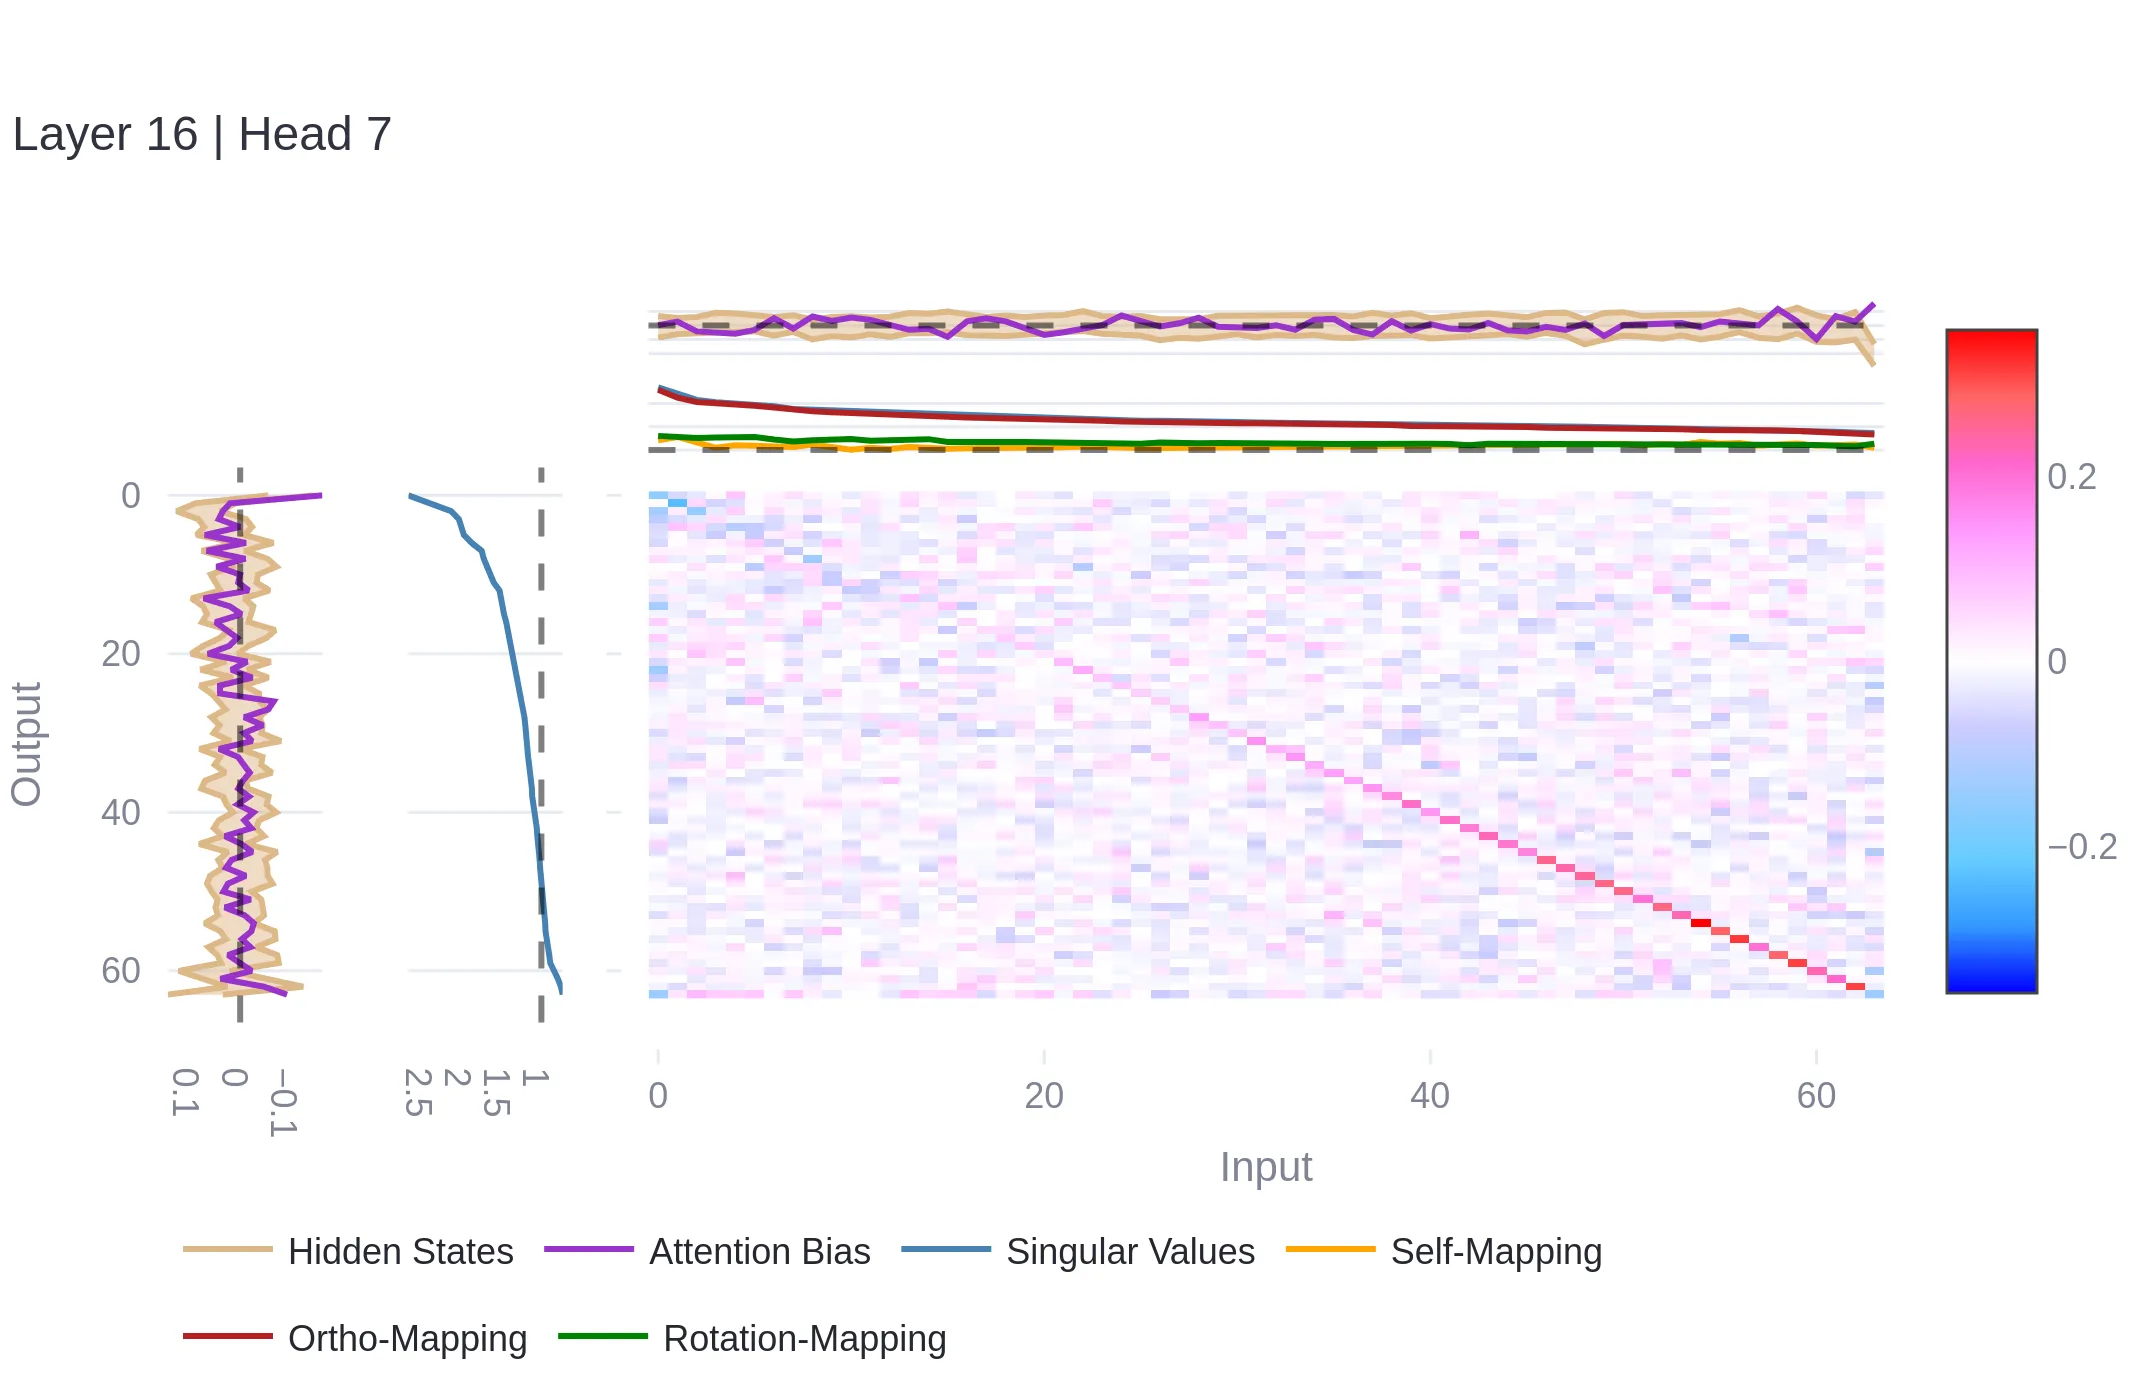 Layer 16 | Head 7
0
20
40
60
Output
0.1
0
−0.1
2.5
2
1.5
1
0
20
40
60
Input
0.2
0
−0.2
Hidden States
Attention Bias
Singular Values
Self-Mapping
Ortho-Mapping
Rotation-Mapping